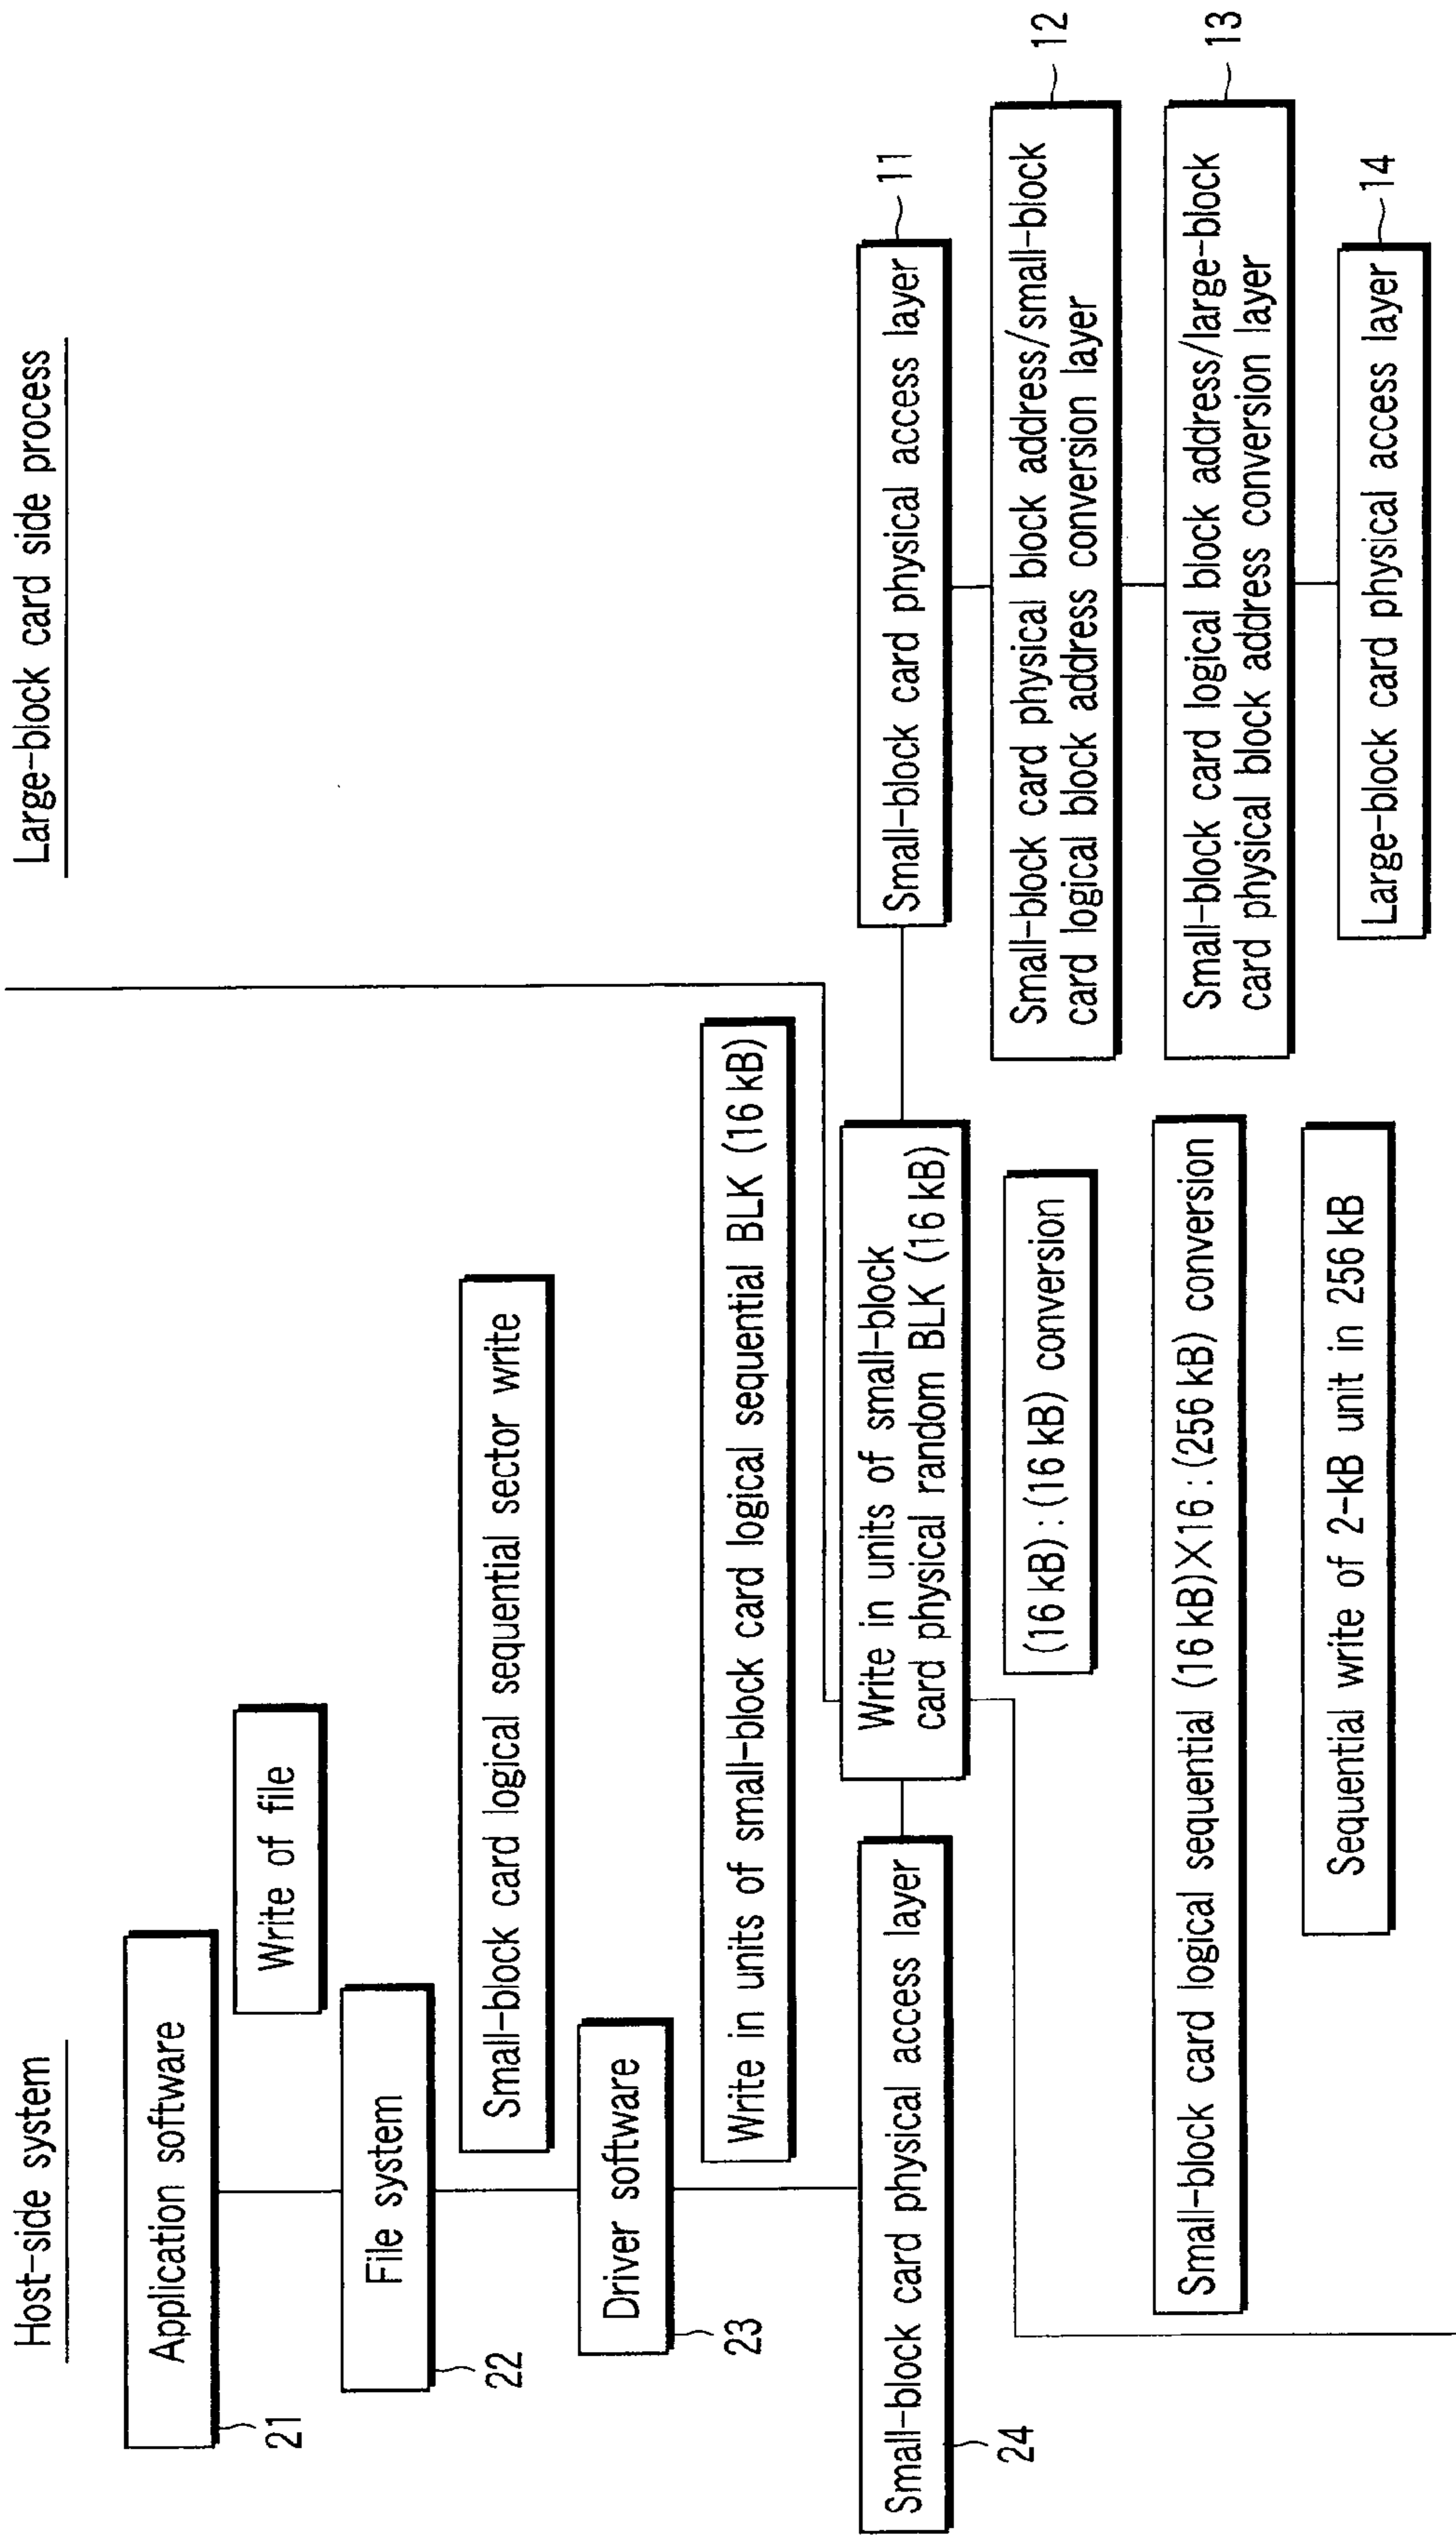 Host-side system
Large-block card side process
Application software
21
Write of file
File system
22
Small-block card logical sequential sector write
Driver software
23
Write in units of small-block card logical sequential BLK (16 kB)
Small-block card physical access layer
24
Write in units of small-block
card physical random BLK (16 kB)
Small-block card physical access layer
11
(16 kB) : (16 kB) conversion
Small-block card physical block address/small-block
card logical block address conversion layer
12
Small-block card logical sequential (16 kB)X16 : (256 kB) conversion
Small-block card logical block address/large-block
card physical block address conversion layer
13
Sequential write of 2-kB unit in 256 kB
Large-block card physical access layer
14